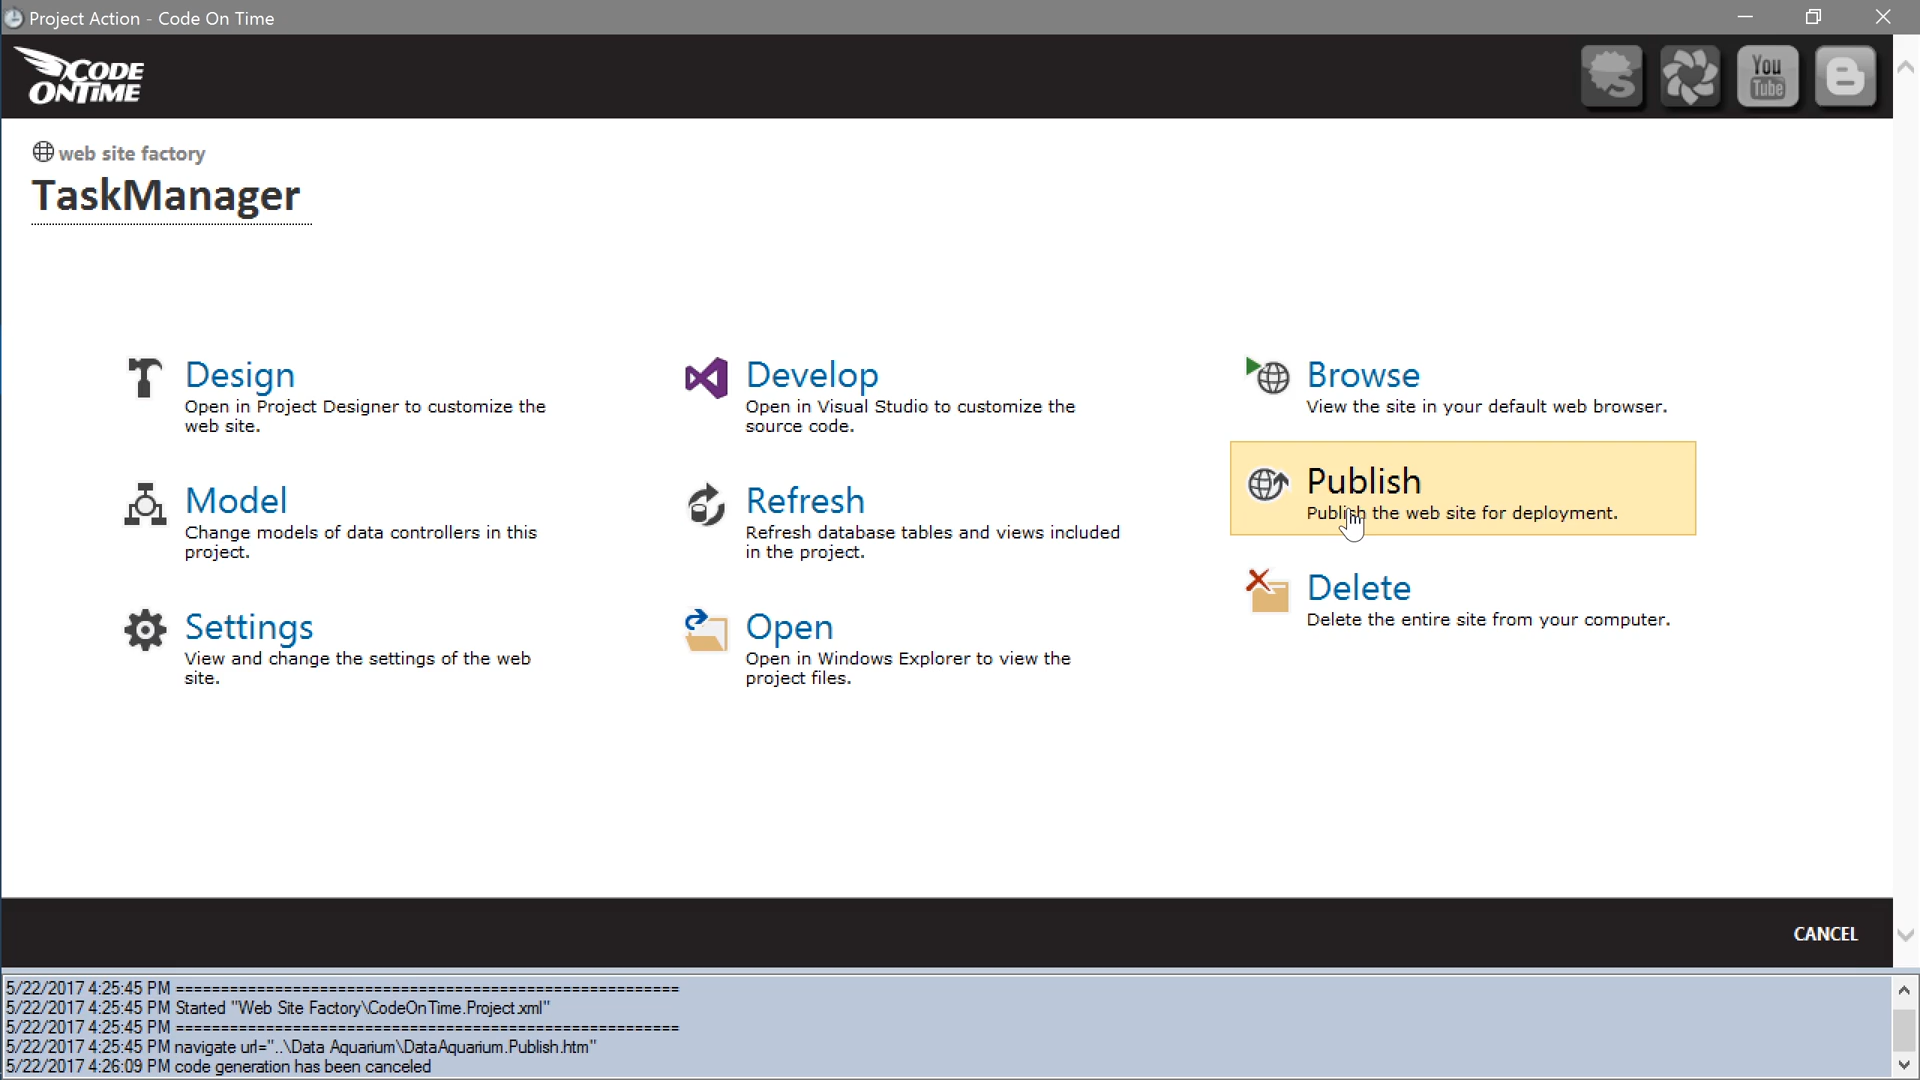 Project Action - Code On Time
CODE
ONTIME
You
Tube
web site factory
TaskManager
Design
Open in Project Designer to customize the
web site.
Model
Change models of data controllers in this
project.
Settings
View and change the settings of the web
site.
Develop
Open in Visual Studio to customize the
source code.
Refresh
Refresh database tables and views included
in the project.
Open
Open in Windows Explorer to view the
project files.
Browse
View the site in your default web browser.
Publish
Publish the web site for deployment.
Delete
Delete the entire site from your computer.
CANCEL
5/22/2017 4:25:45 PM ====================================================
5/22/2017 4:25:45 PM Started "Web Site Factory\CodeOnTime.Project.xml"
5/22/2017 4:25:45 PM ====================================================
5/22/2017 4:25:45 PM navigate url="..\Data Aquarium\DataAquarium.Publish.htm"
5/22/2017 4:26:09 PM code generation has been canceled